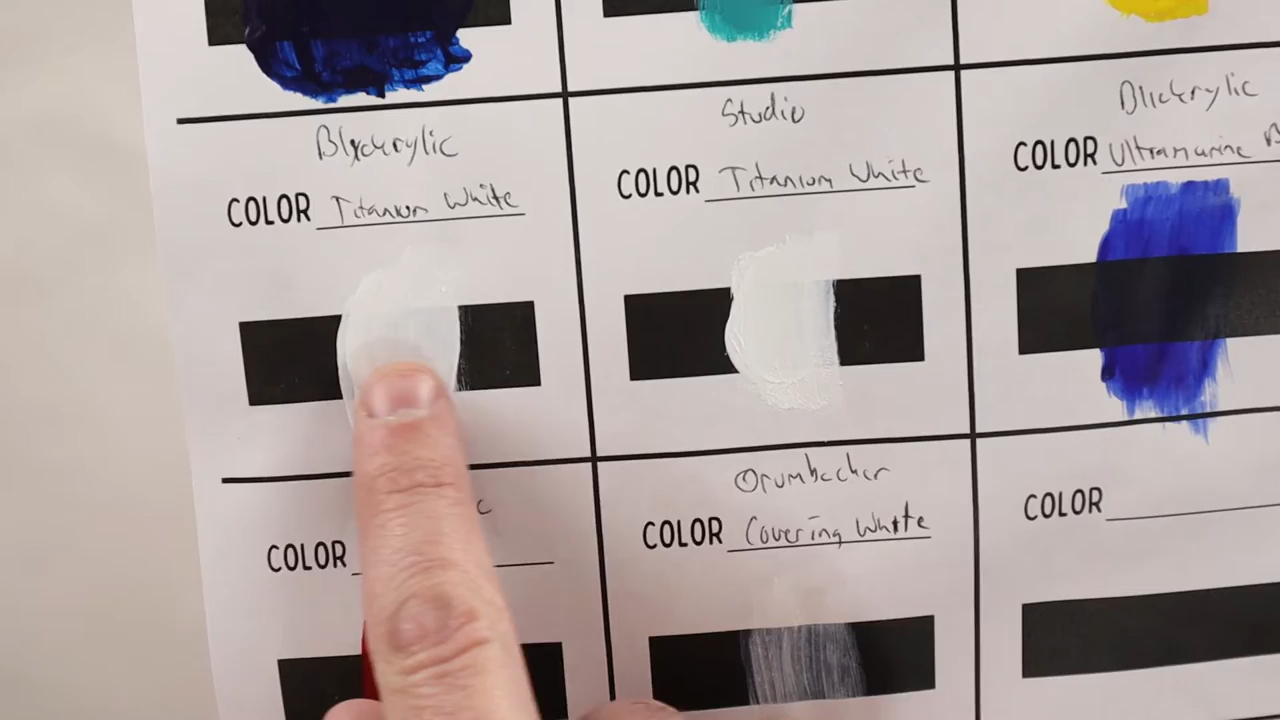 Blickrylic
COLOR Titanium White
Studio
COLOR Titanium White
Blickrylic
COLOR Ultramarine B
c
COLOR
Grumbacher
COLOR Covering White
COLOR